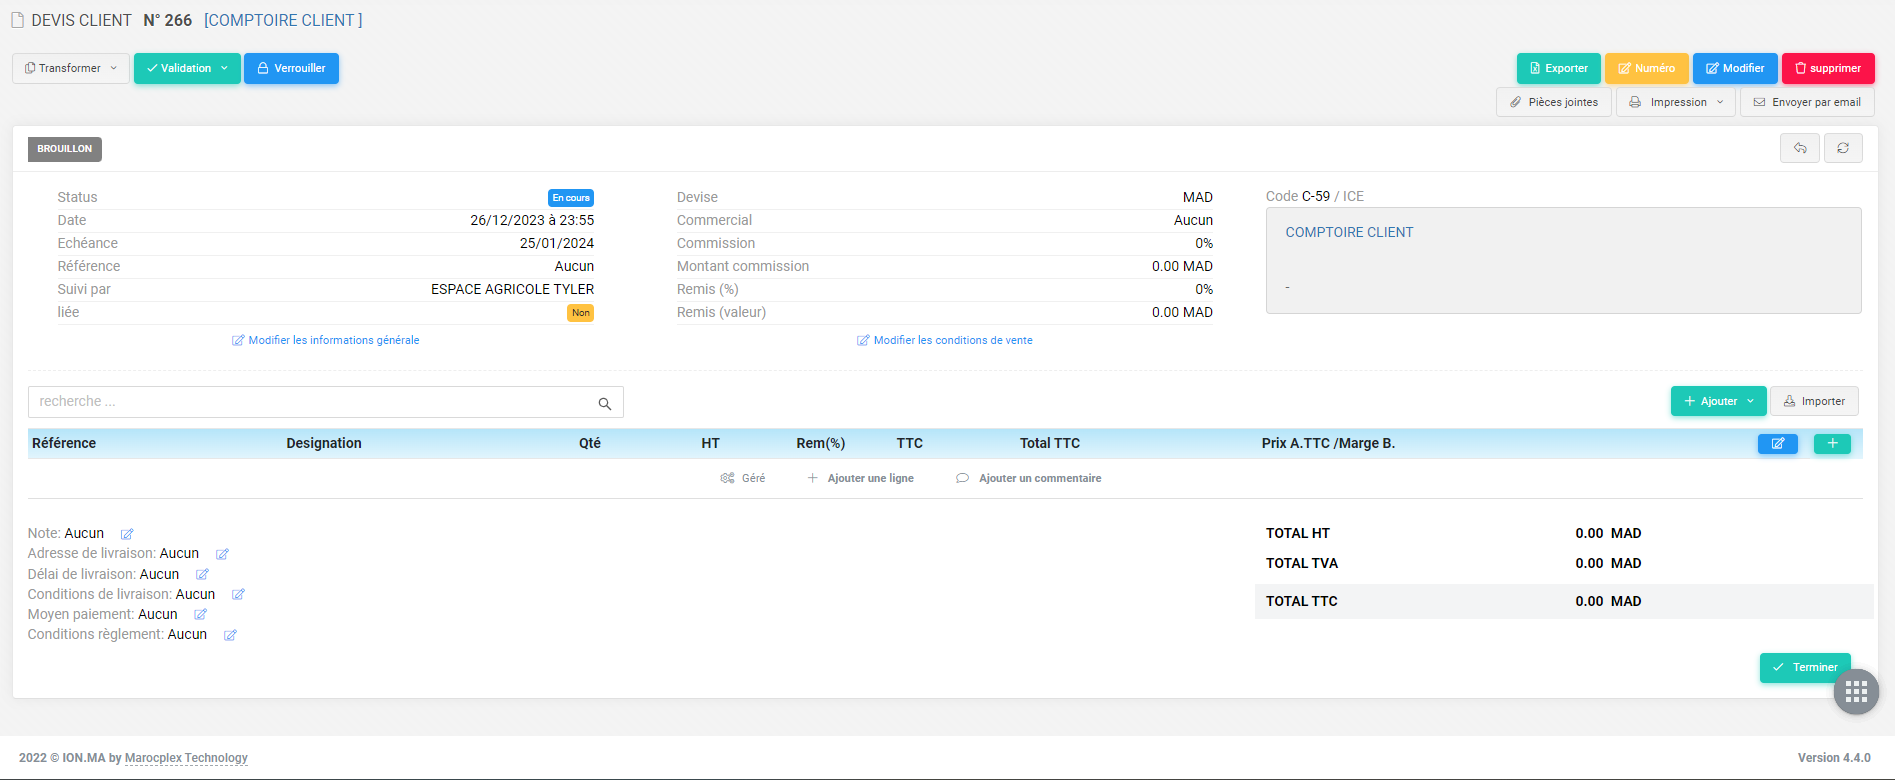 DEVIS CLIENT N° 266 [COMPTOIRE CLIENT ]
Transformer Validation Verrouiller
Exporter Numéro Modifier supprimer
Pièces jointes Impression Envoyer par email
BROUILLON
Status En cours
Date 26/12/2023 à 23:55
Echéance 25/01/2024
Référence Aucun
Suivi par ESPACE AGRICOLE TYLER
liée Non
Modifier les informations générale
Devise MAD
Commercial Aucun
Commission 0%
Montant commission 0.00 MAD
Remis (%) 0%
Remis (valeur) 0.00 MAD
Modifier les conditions de vente
Code C-59 / ICE
COMPTOIRE CLIENT
-
recherche ...
Ajouter Importer
Référence Designation Qté HT Rem(%) TTC Total TTC Prix A.TTC /Marge B.
Géré Ajouter une ligne Ajouter un commentaire
Note: Aucun
Adresse de livraison: Aucun
Délai de livraison: Aucun
Conditions de livraison: Aucun
Moyen paiement: Aucun
Conditions règlement: Aucun
TOTAL HT 0.00 MAD
TOTAL TVA 0.00 MAD
TOTAL TTC 0.00 MAD
Terminer
2022 © ION.MA by Marocplex Technology
Version 4.4.0